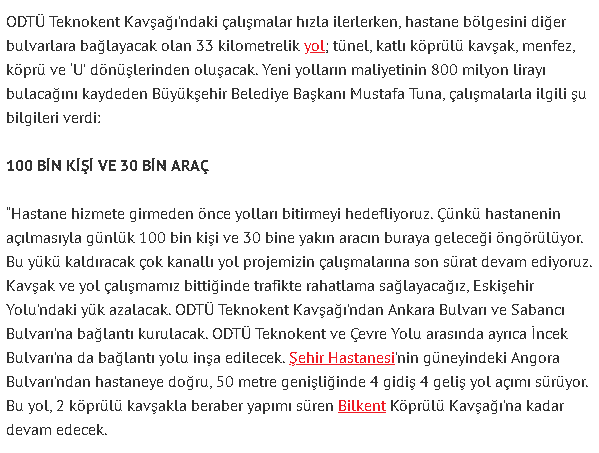 ODTÜ Teknokent Kavşağı'ndaki çalışmalar hızla ilerlerken, hastane bölgesini diğer
bulvarlara bağlayacak olan 33 kilometrelik yol; tünel, katlı köprülü kavşak, menfez,
köprü ve 'U' dönüşlerinden oluşacak. Yeni yolların maliyetinin 800 milyon lirayı
bulacağını kaydeden Büyükşehir Belediye Başkanı Mustafa Tuna, çalışmalarla ilgili şu
bilgileri verdi:
100 BİN KİŞİ VE 30 BİN ARAÇ
"Hastane hizmete girmeden önce yolları bitirmeyi hedefliyoruz. Çünkü hastanenin
açılmasıyla günlük 100 bin kişi ve 30 bine yakın aracın buraya geleceği öngörülüyor.
Bu yükü kaldıracak çok kanallı yol projemizin çalışmalarına son sürat devam ediyoruz.
Kavşak ve yol çalışmamız bittiğinde trafikte rahatlama sağlayacağız, Eskişehir
Yolu'ndaki yük azalacak. ODTÜ Teknokent Kavşağı'ndan Ankara Bulvarı ve Sabancı
Bulvarı'na bağlantı kurulacak. ODTÜ Teknokent ve Çevre Yolu arasında ayrıca İncek
Bulvarı'na da bağlantı yolu inşa edilecek. Şehir Hastanesi'nin güneyindeki Angora
Bulvarı'ndan hastaneye doğru, 50 metre genişliğinde 4 gidiş 4 geliş yol açımı sürüyor.
Bu yol, 2 köprülü kavşakla beraber yapımı süren Bilkent Köprülü Kavşağı'na kadar
devam edecek.